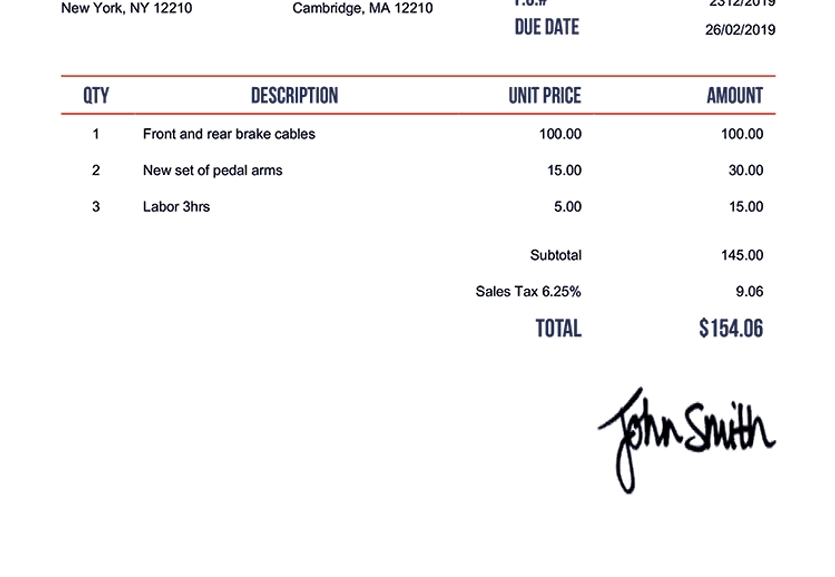 New York, NY 12210 Cambridge, MA 12210 P.O.# 2312/2019
DUE DATE 26/02/2019
QTY DESCRIPTION UNIT PRICE AMOUNT
1 Front and rear brake cables 100.00 100.00
2 New set of pedal arms 15.00 30.00
3 Labor 3hrs 5.00 15.00
Subtotal 145.00
Sales Tax 6.25% 9.06
TOTAL $154.06
John Smith